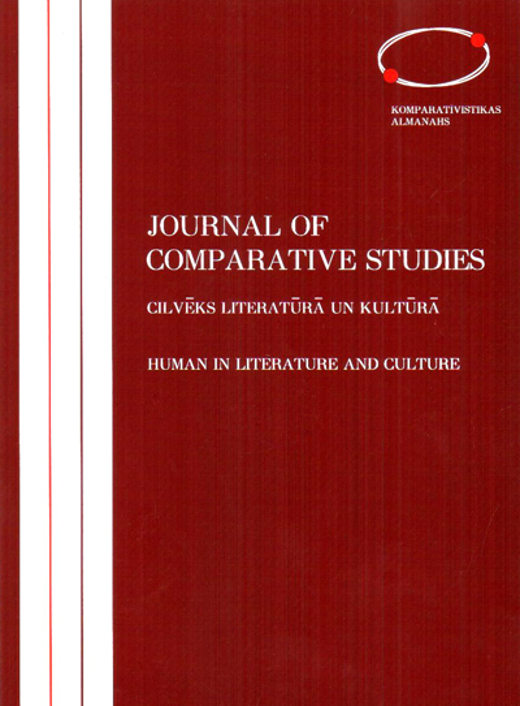 KOMPARATĪVISTIKAS
ALMANAHS
JOURNAL OF
COMPARATIVE STUDIES
CILVĒKS LITERATŪRĀ UN KULTŪRĀ
HUMAN IN LITERATURE AND CULTURE